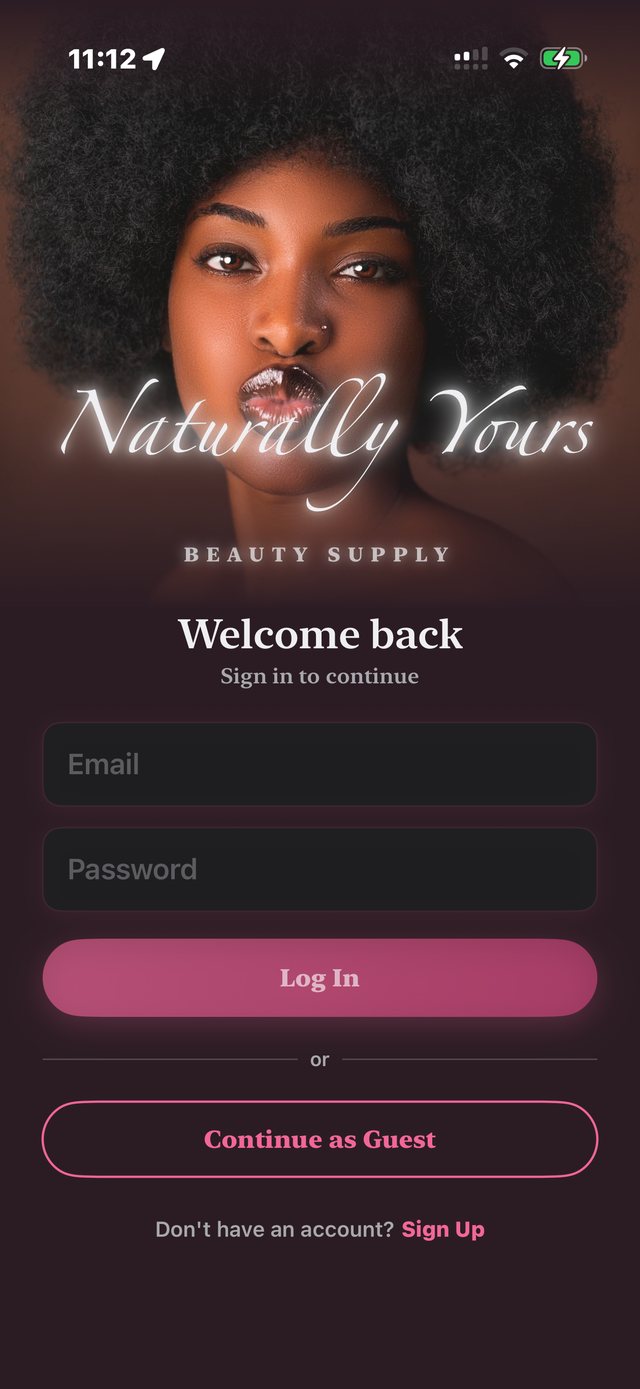 11:12
Naturally Yours
BEAUTY SUPPLY
Welcome back
Sign in to continue
Email
Password
Log In
or
Continue as Guest
Don't have an account? Sign Up